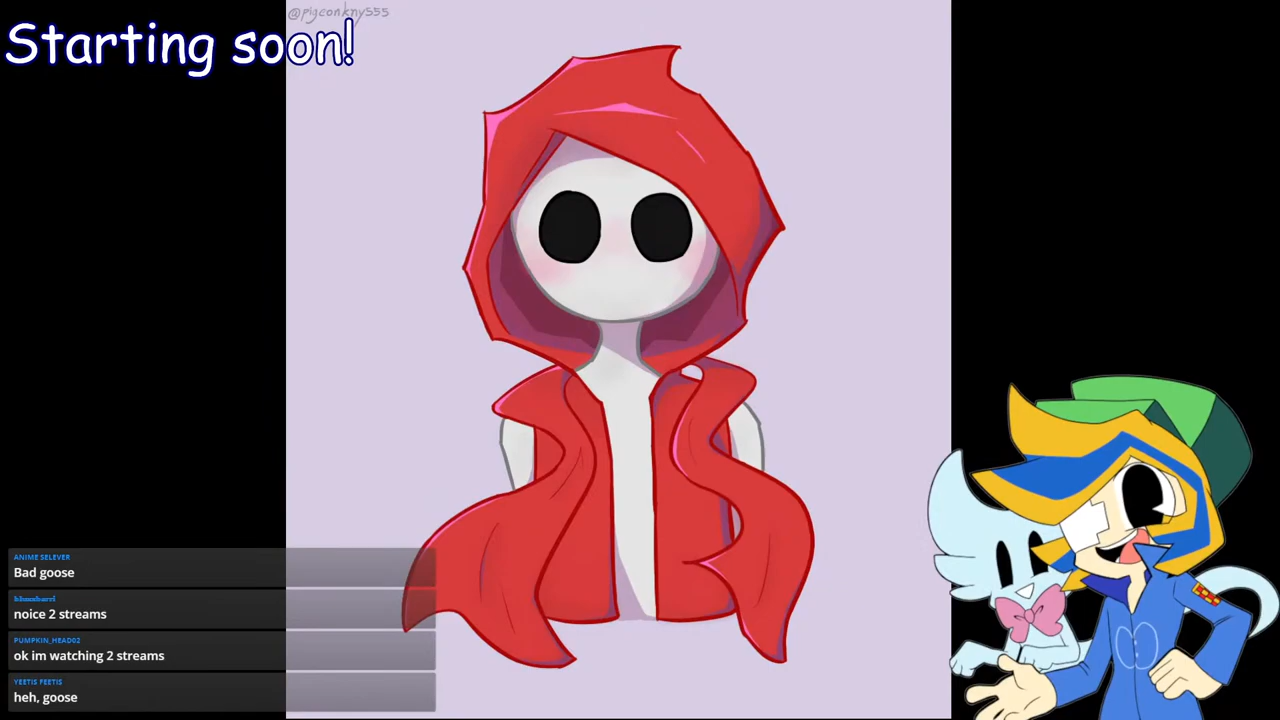 @pigeonkny555
Starting soon!
ANIME SELEVER
Bad goose
noice 2 streams
PUMPKIN_HEAD02
ok im watching 2 streams
YEETIS FEETIS
heh, goose